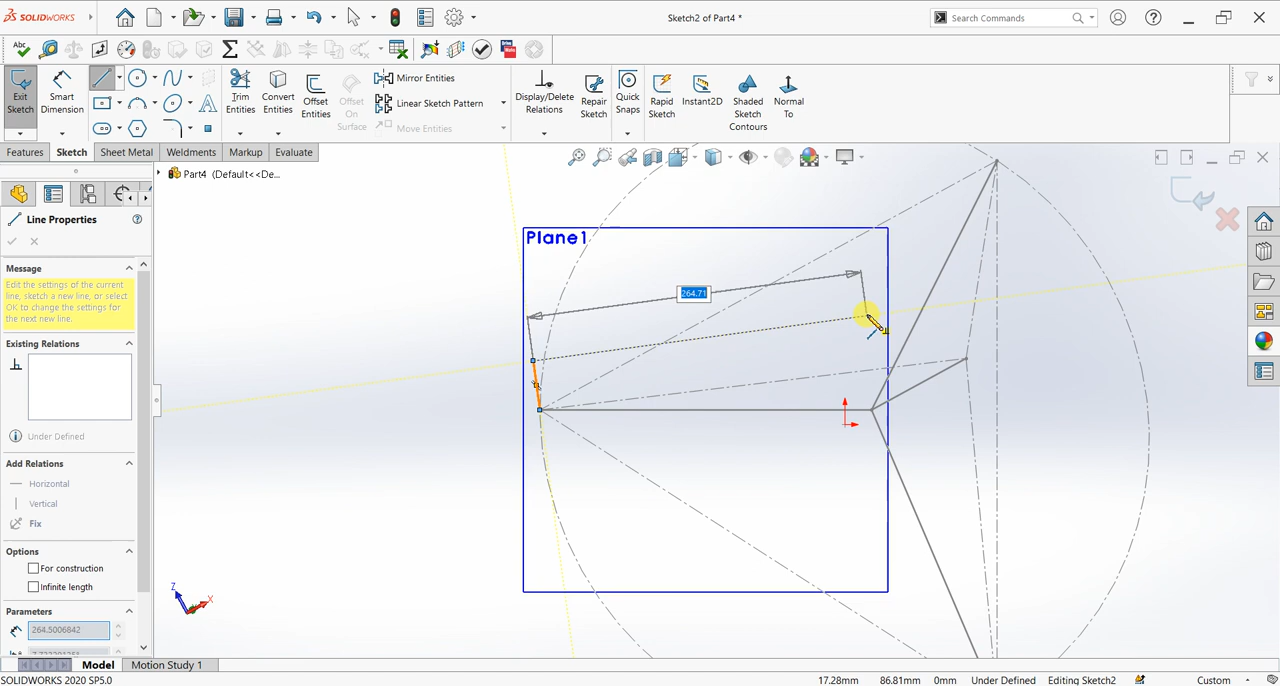 SOLIDWORKS
Sketch2 of Part4 *
Search Commands
Abc
Exit Sketch
Smart Dimension
Trim Entities
Convert Entities
Offset Entities
Offset On Surface
Mirror Entities
Linear Sketch Pattern
Move Entities
Display/Delete Relations
Repair Sketch
Quick Snaps
Rapid Sketch
Instant2D
Shaded Sketch Contours
Normal To
Features
Sketch
Sheet Metal
Weldments
Markup
Evaluate
Part4 (Default<<De...
Line Properties
Message
Edit the settings of the current
line, sketch a new line, or select
OK to change the settings for
the next new line.
Existing Relations
Under Defined
Add Relations
Horizontal
Vertical
Fix
Options
For construction
Infinite length
Parameters
264.5006842
Plane1
264.71
Z
X
Model
Motion Study 1
SOLIDWORKS 2020 SP5.0
17.28mm
86.81mm
0mm
Under Defined
Editing Sketch2
Custom